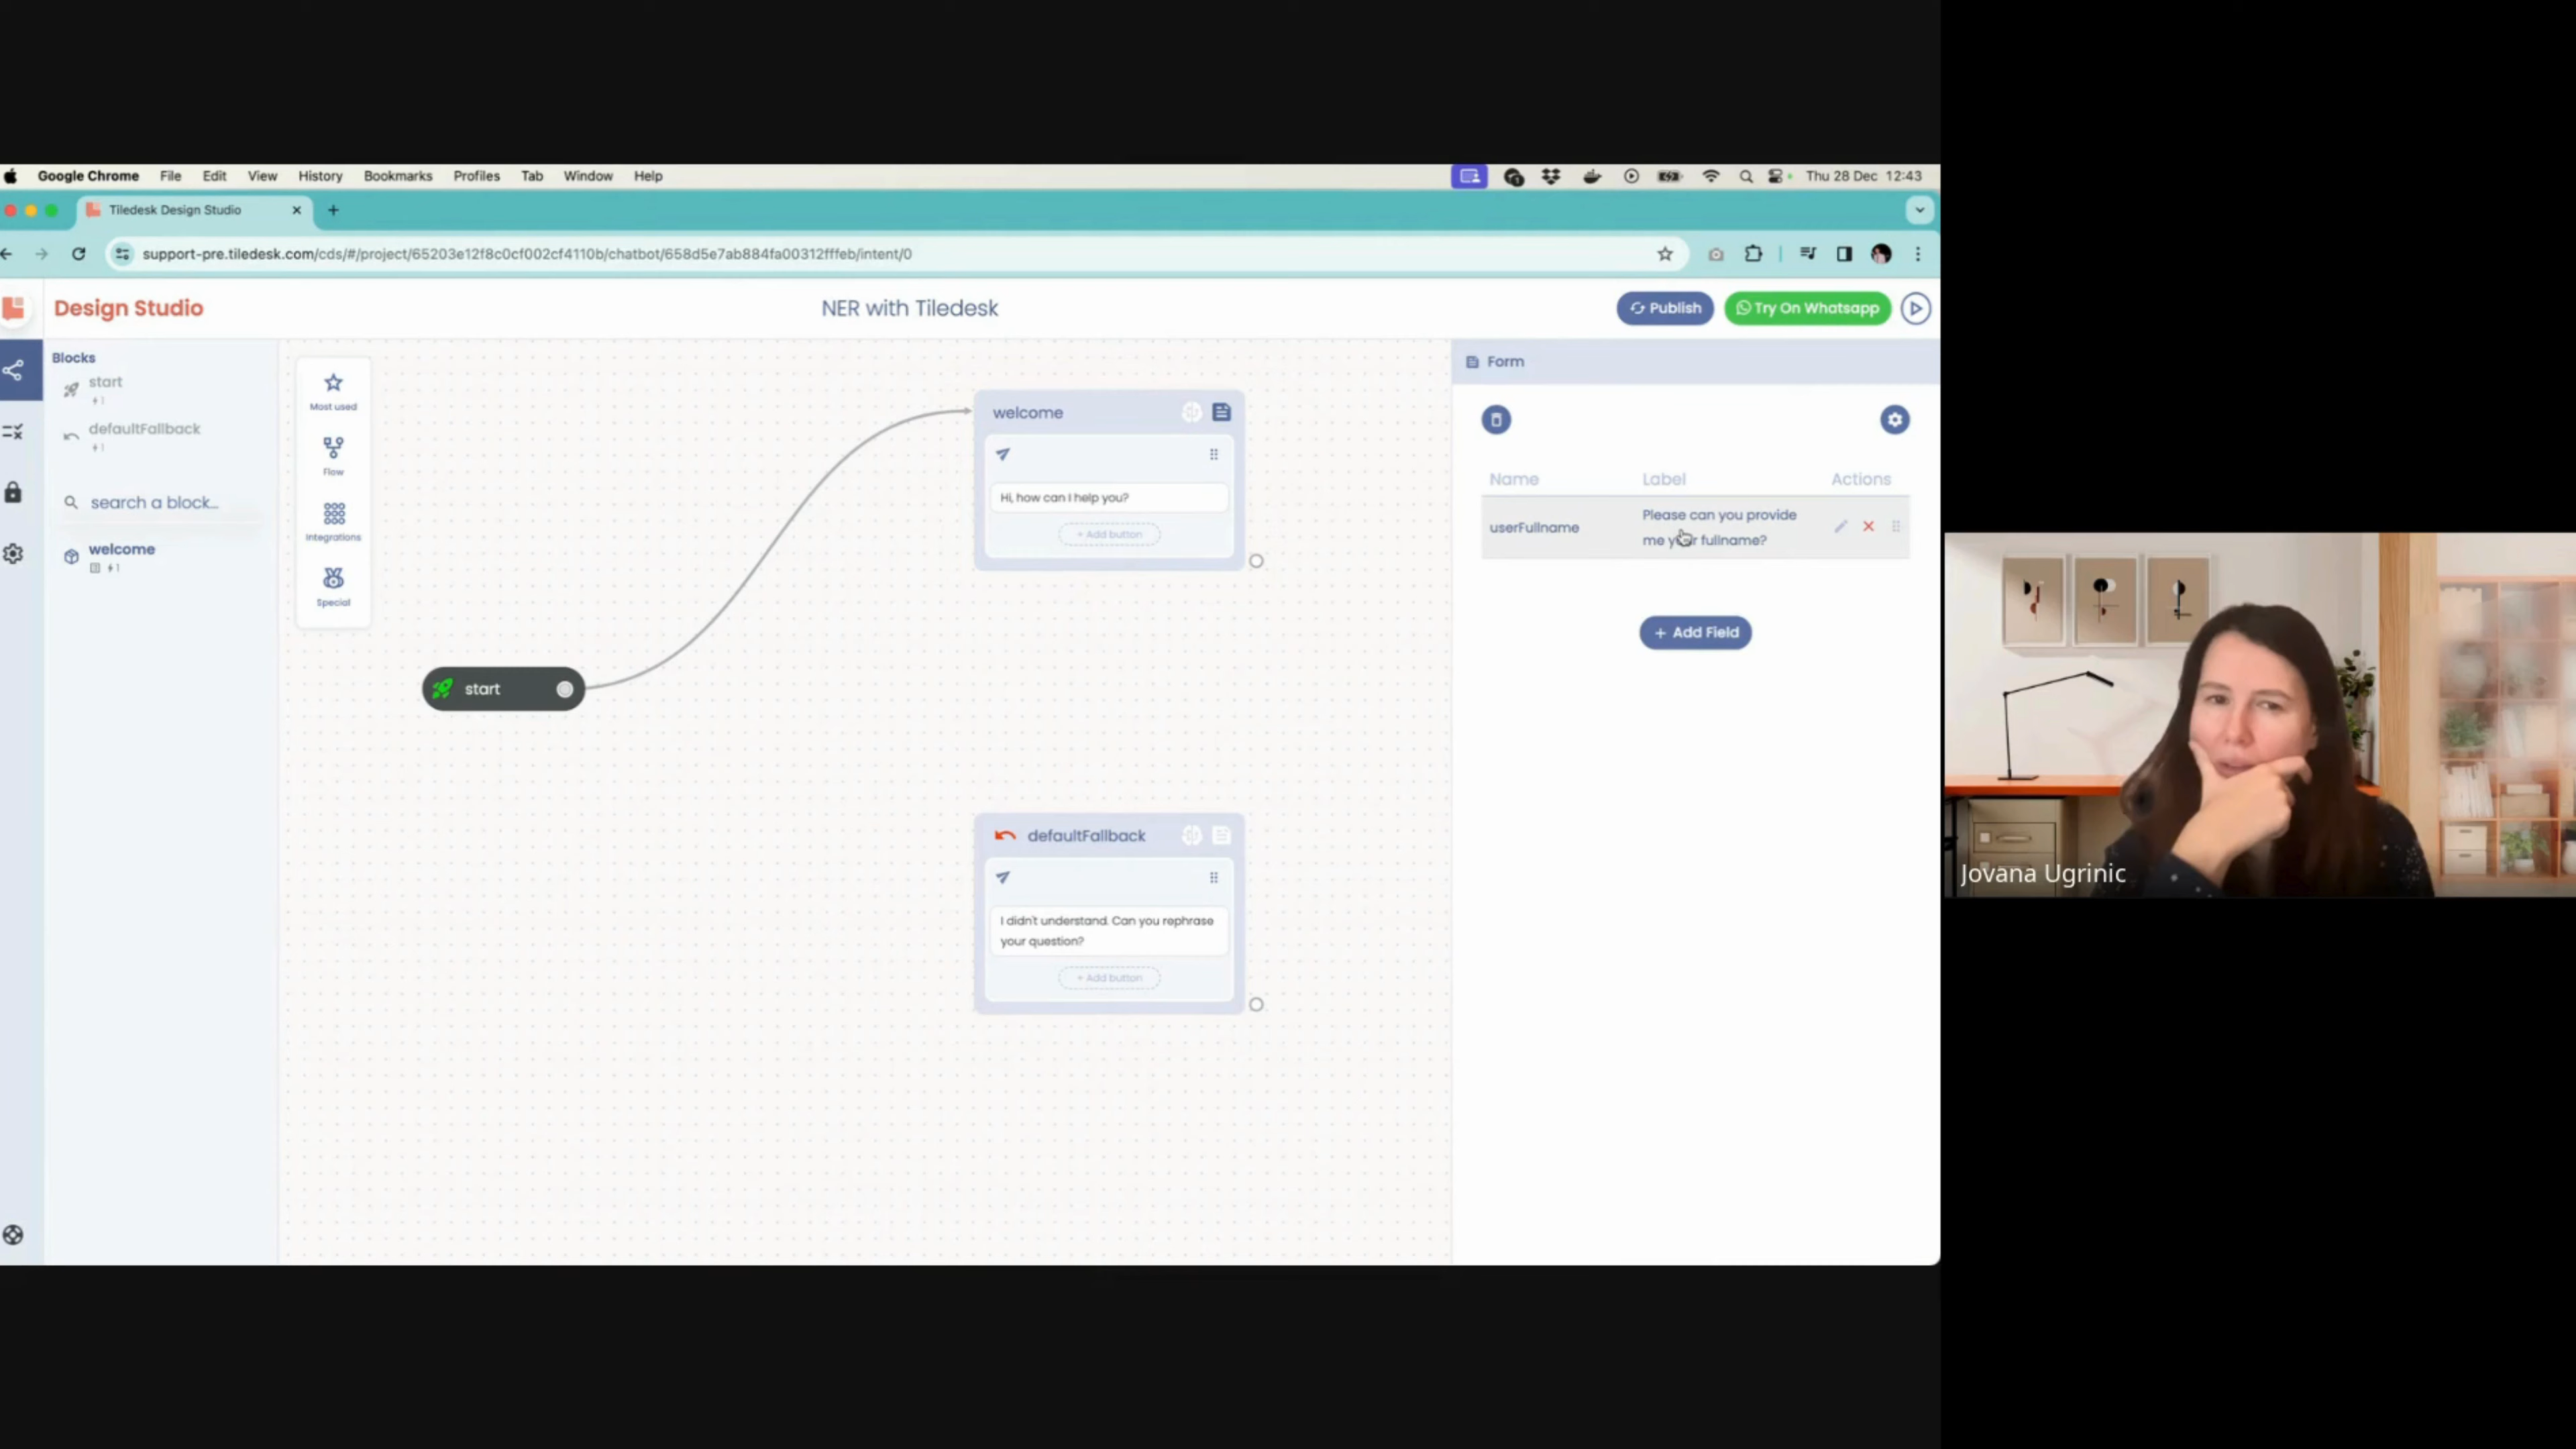 Google Chrome File Edit View History Bookmarks Profiles Tab Window Help
Thu 28 Dec 12:43
Tiledesk Design Studio
support-pre.tiledesk.com/cds/#/project/65203e12f8c0cf002cf4110b/chatbot/658d5e7ab884fa00312fffeb/intent/0
Design Studio
NER with Tiledesk
Publish
Try On Whatsapp
Blocks
start
1
defaultFallback
1
search a block...
welcome
1
Most used
Flow
Integrations
Special
start
welcome
Hi, how can I help you?
+ Add button
defaultFallback
I didn't understand. Can you rephrase
your question?
+ Add button
Form
Name Label Actions
userFullname
Please can you provide
me your fullname?
+ Add Field
Jovana Ugrinic